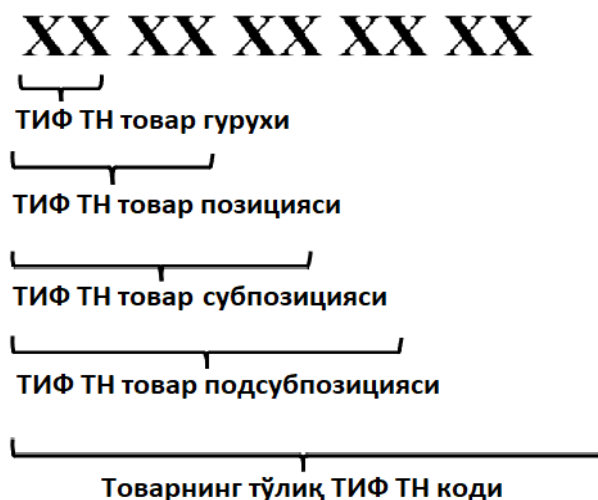 XX XX XX XX XX
ТИФ ТН товар гурухи
ТИФ ТН товар позицияси
ТИФ ТН товар субпозицияси
ТИФ ТН товар подсубпозицияси
Товарнинг тўлиқ ТИФ ТН коди